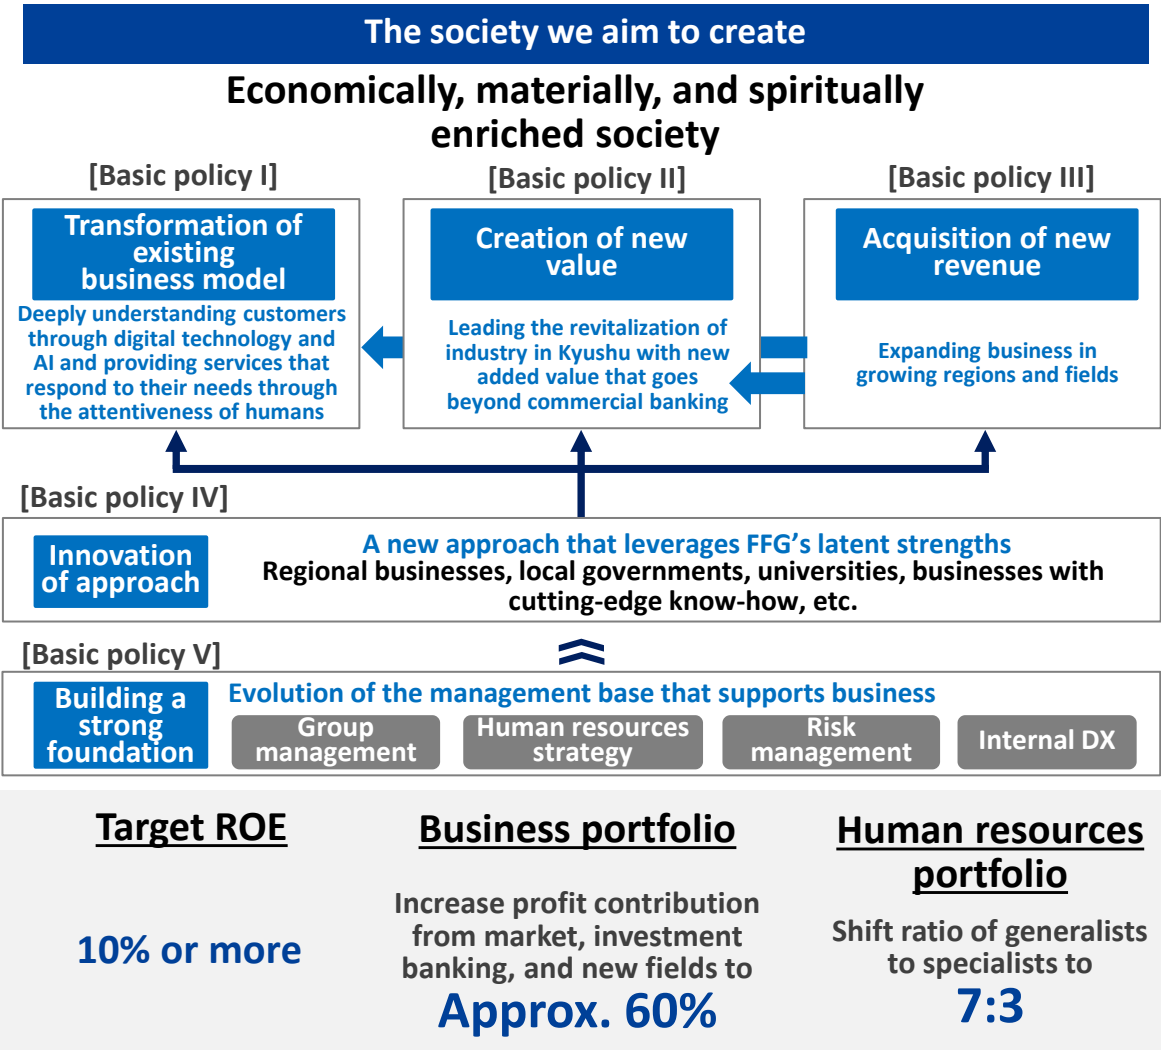 The society we aim to create
Economically, materially, and spiritually
enriched society
[Basic policy I]
Transformation of
existing
business model
Deeply understanding customers
through digital technology and
AI and providing services that
respond to their needs through
the attentiveness of humans
[Basic policy II]
Creation of new
value
Leading the revitalization of
industry in Kyushu with new
added value that goes
beyond commercial banking
[Basic policy III]
Acquisition of new
revenue
Expanding business in
growing regions and fields
[Basic policy IV]
Innovation
of approach
A new approach that leverages FFG's latent strengths
Regional businesses, local governments, universities, businesses with
cutting-edge know-how, etc.
[Basic policy V]
Building a
strong
foundation
Evolution of the management base that supports business
Group
management
Human resources
strategy
Risk
management
Internal DX
Target ROE
10% or more
Business portfolio
Increase profit contribution
from market, investment
banking, and new fields to
Approx. 60%
Human resources
portfolio
Shift ratio of generalists
to specialists to
7:3